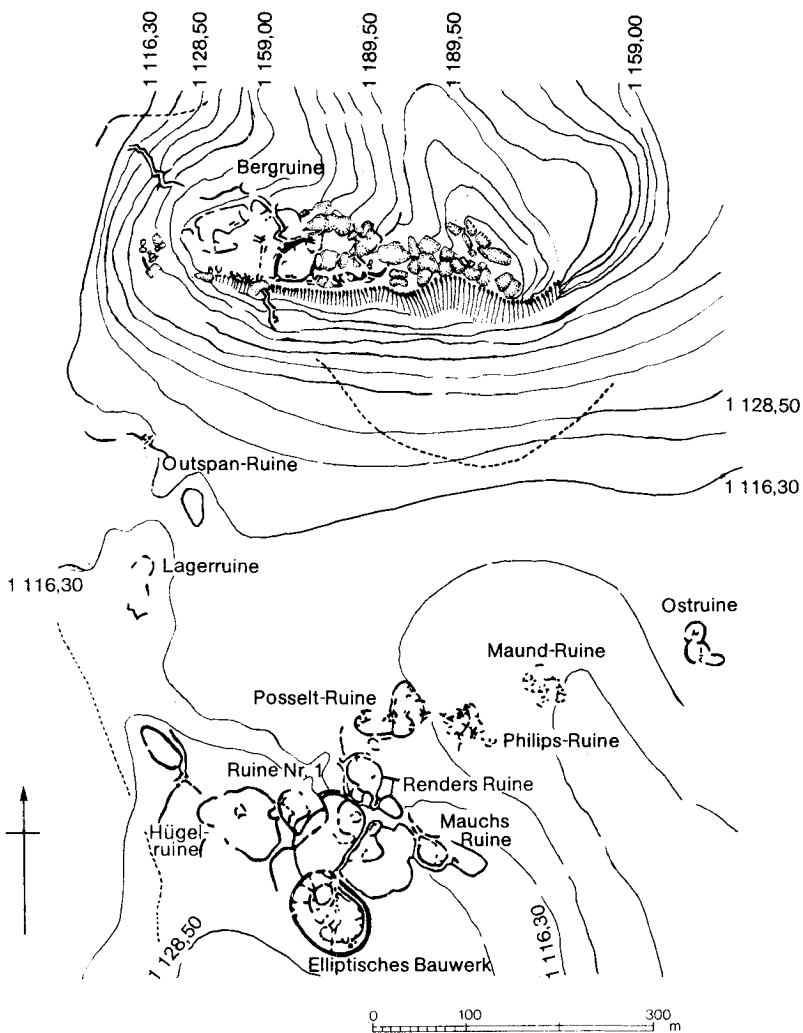 1 116,30
1 128,50
1 159,00
1 189,50
1 189,50
1 159,00
Bergruine
1 128,50
Outspan-Ruine
1 116,30
Lagerruine
1 116,30
Ostruine
Maund-Ruine
Posselt-Ruine
Philips-Ruine
Ruine Nr. 1
Renders Ruine
Hügel-
ruine
Mauchs
Ruine
1 128,50
1 116,30
Elliptisches Bauwerk
0 100 300
m